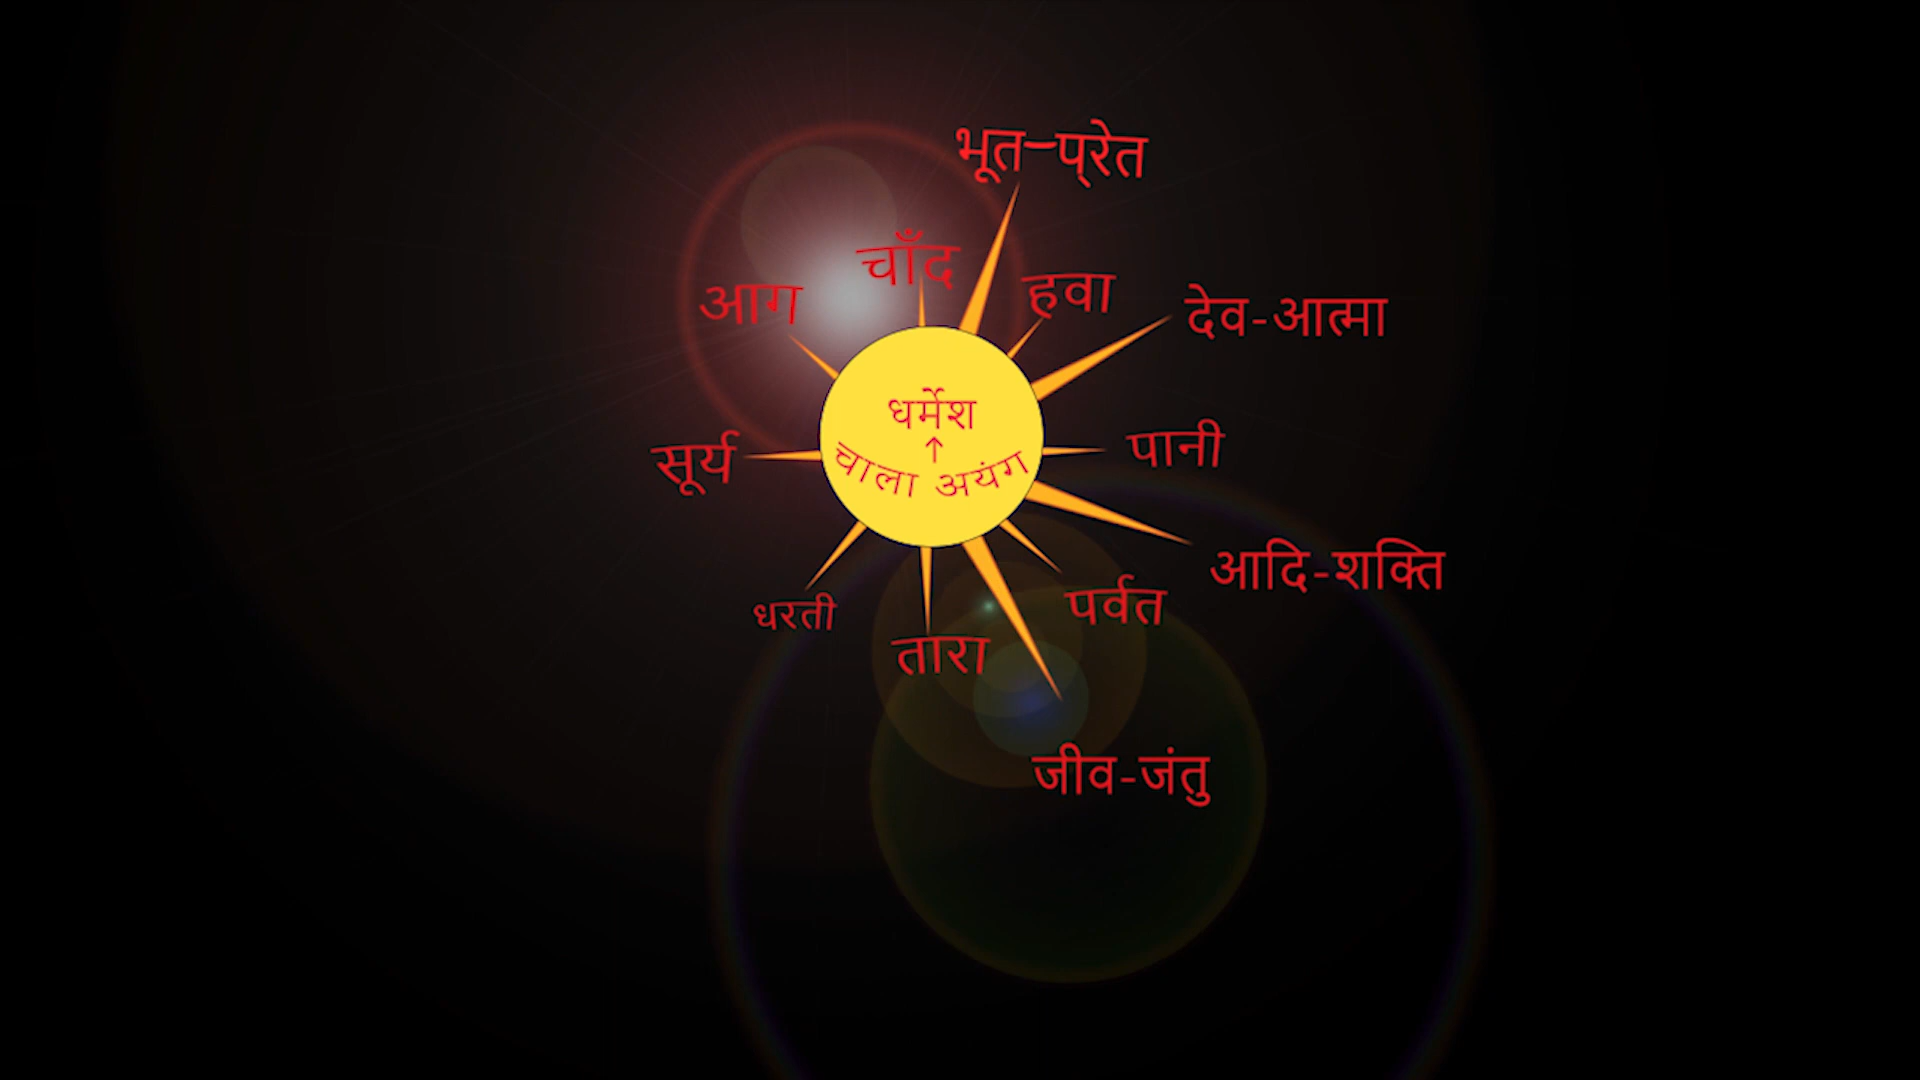 भूत-प्रेत
चाँद
आग
हवा
देव-आत्मा
धर्मेश
↑
चाला अयंग
सूर्य
पानी
आदि-शक्ति
धरती
तारा
पर्वत
जीव-जंतु